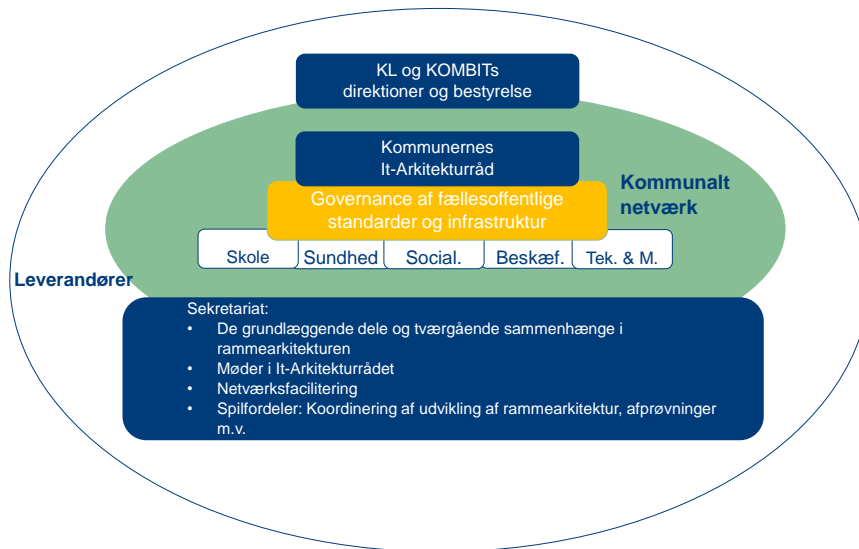 KL og KOMBITs
direktioner og bestyrelse
Kommunernes
It-Arkitekturråd
Governance af fællesoffentlige
standarder og infrastruktur
Kommunalt
netværk
Skole
Sundhed
Social.
Beskæf.
Tek. & M.
Leverandører
Sekretariat:
• De grundlæggende dele og tværgående sammenhænge i
rammearkitekturen
• Møder i It-Arkitekturrådet
• Netværksfacilitering
• Spilfordeler: Koordinering af udvikling af rammearkitektur, afprøvninger
m.v.